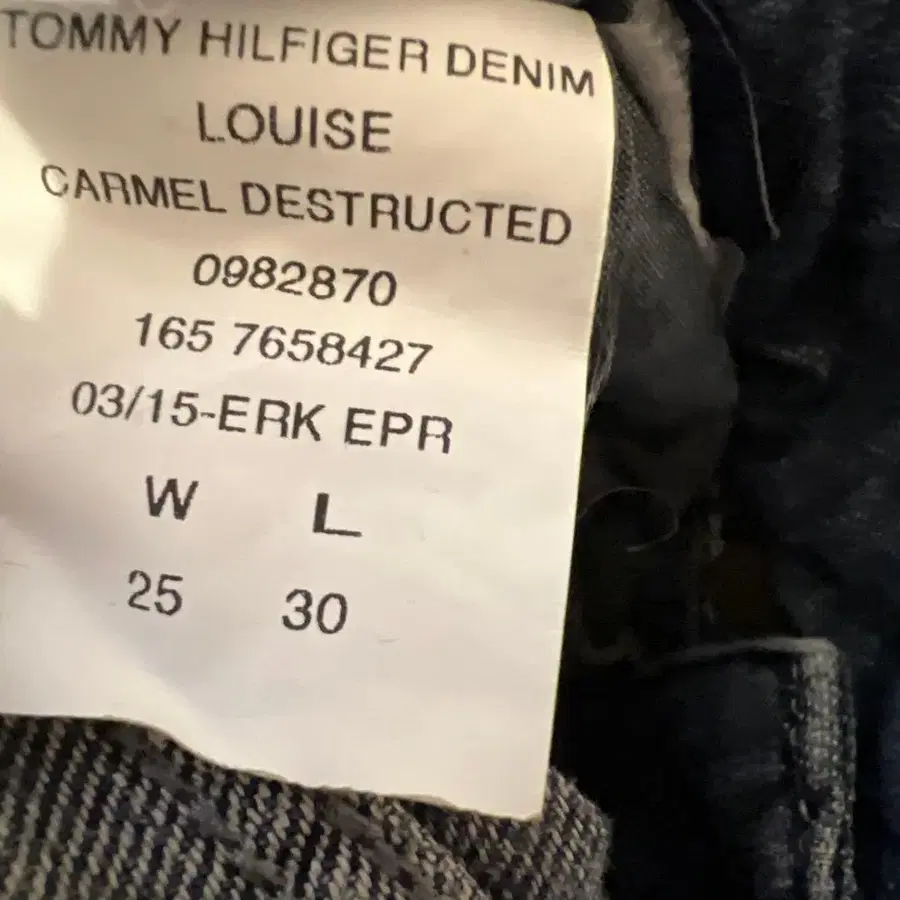 TOMMY HILFIGER DENIM
LOUISE
CARMEL DESTRUCTED
0982870
165 7658427
03/15-ERK EPR
W L
25 30